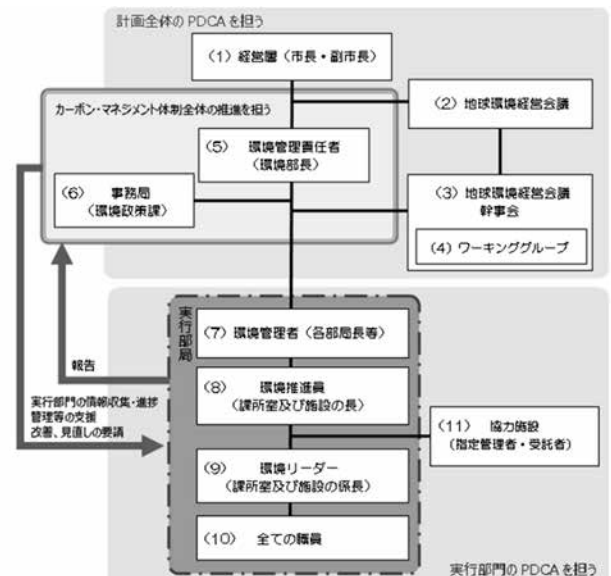 計画全体のPDCAを担う
(1) 経営層(市長・副市長)
カーボン・マネジメント体制全体の推進を担う
(2) 地球環境経営会議
(5) 環境管理責任者
(環境部長)
(6) 事務局
(環境政策課)
(3) 地球環境経営会議
幹事会
(4) ワーキンググループ
実行部局
(7) 環境管理者(各部局長等)
報告
(8) 環境推進員
(課所室及び施設の長)
実行部門の情報収集・進捗
管理等の支援
改善、見直しの要請
(11) 協力施設
(指定管理者・受託者)
(9) 環境リーダー
(課所室及び施設の係長)
(10) 全ての職員
実行部門のPDCAを担う